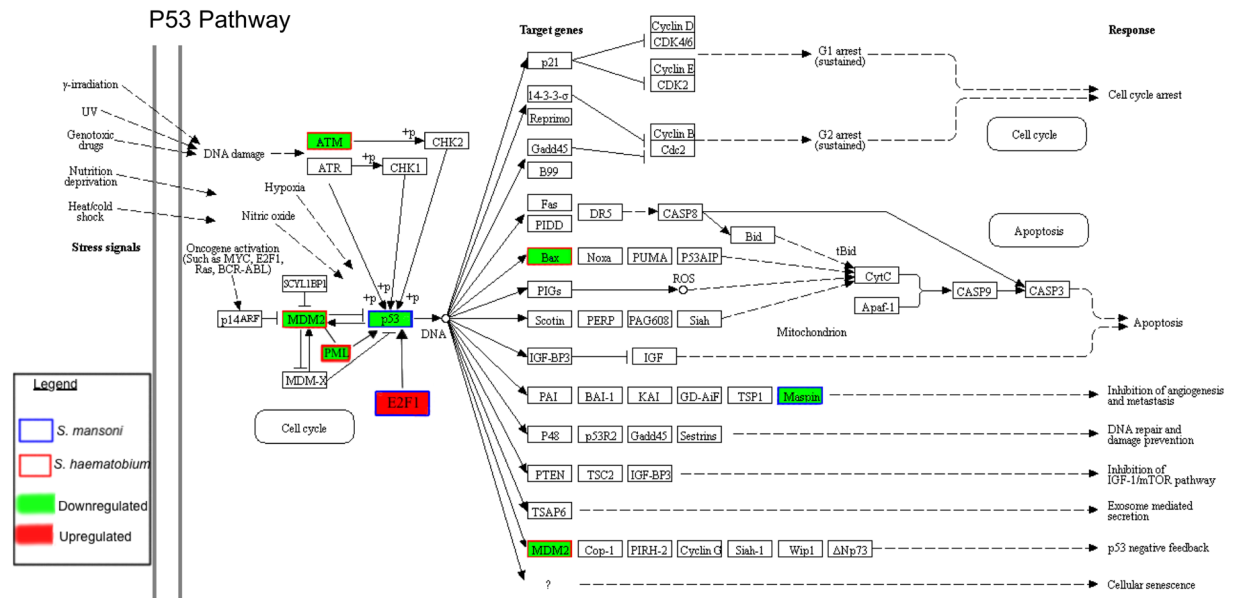 P53 Pathway
Target genes
Response
γ-irradiation
UV
Genotoxic
drugs
Nutrition
deprivation
Heat/cold
shock
Stress signals
DNA damage
ATM
+p
CHK2
ATR
+p
CHK1
Hypoxia
Nitric oxide
Oncogene activation
(Such as MYC, E2F1,
Ras, BCR-ABL)
SCYL1BP1
+p
+p
+p
p14ARF
MDM2
p53
DNA
PML
MDM-X
E2F1
Cell cycle
Legend
S. mansoni
S. haematobium
Downregulated
Upregulated
p21
Cyclin D
CDK4/6
Cyclin E
CDK2
G1 arrest
(sustained)
14-3-3-σ
Reprimo
Cyclin B
Cdc2
G2 arrest
(sustained)
Cell cycle arrest
Cell cycle
Gadd45
B99
Fas
PIDD
DR5
CASP8
Bid
tBid
Apoptosis
Bax
Noxa
PUMA
P53AIP
CytC
PIGs
ROS
CASP9
CASP3
Apaf-1
Scotin
PERP
PAG608
Siah
Mitochondrion
Apoptosis
IGF-BP3
IGF
PAI
BAI-1
KAI
GD-AiF
TSP1
Maspin
Inhibition of angiogenesis
and metastasis
P48
p53R2
Gadd45
Sestrins
DNA repair and
damage prevention
PTEN
TSC2
IGF-BP3
Inhibition of
IGF-1/mTOR pathway
TSAP6
Exosome mediated
secretion
MDM2
Cop-1
PIRH-2
Cyclin G
Siah-1
Wip1
ΔNp73
p53 negative feedback
?
Cellular senescence